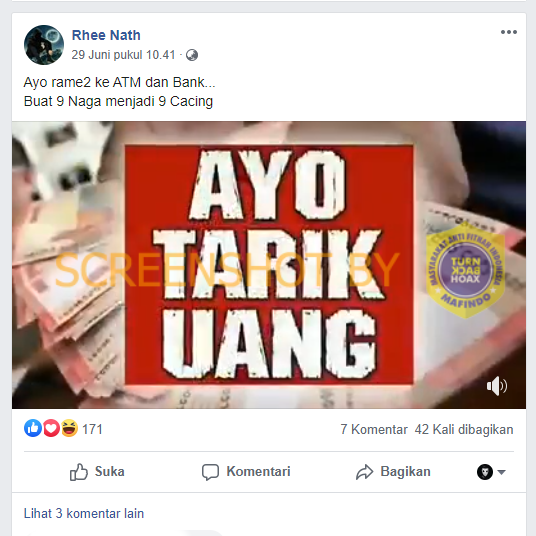 Rhee Nath
29 Juni pukul 10.41 ·
Ayo rame2 ke ATM dan Bank...
Buat 9 Naga menjadi 9 Cacing
AYO
TARIK
UANG
SCREENSHOT BY
MASYARAKAT ANTI FITNAH INDONESIA
TURN
BACK
HOAX
MAFINDO
171
7 Komentar 42 Kali dibagikan
Suka Komentari Bagikan
Lihat 3 komentar lain